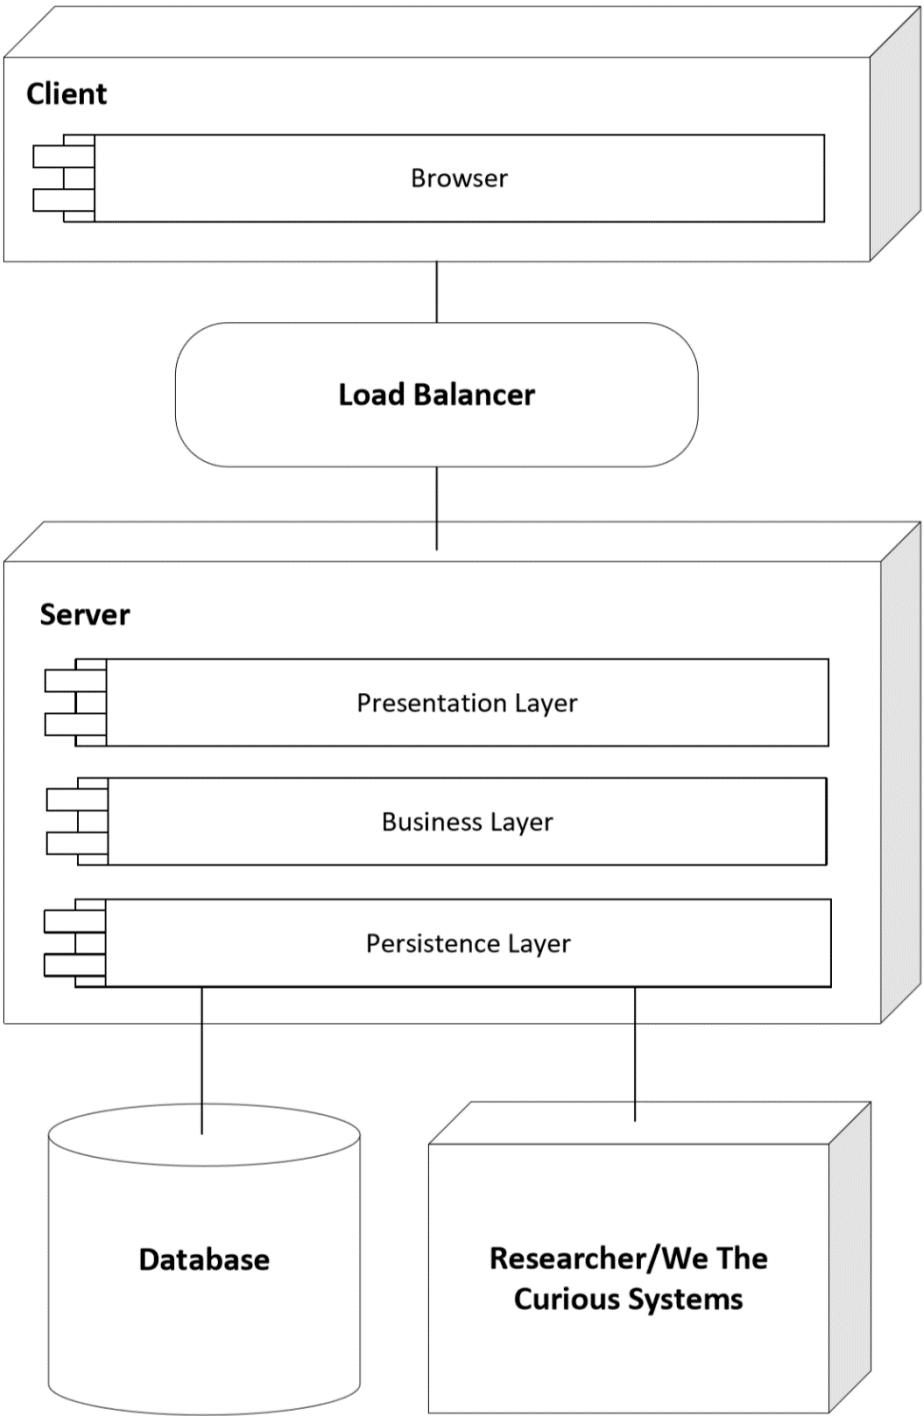 Client
Browser
Load Balancer
Server
Presentation Layer
Business Layer
Persistence Layer
Database
Researcher/We The
Curious Systems